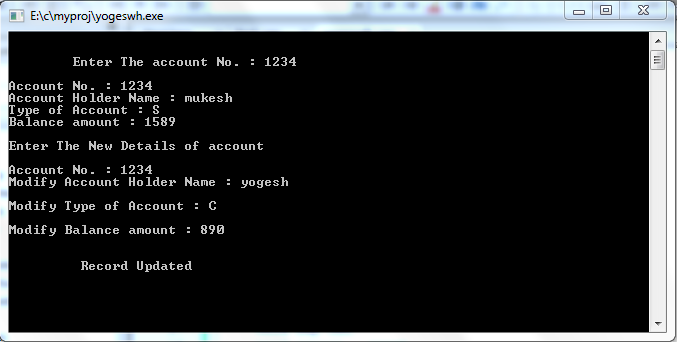 E:\c\myproj\yogeswh.exe
Enter The account No. : 1234
Account No. : 1234
Account Holder Name : mukesh
Type of Account : S
Balance amount : 1589
Enter The New Details of account
Account No. : 1234
Modify Account Holder Name : yogesh
Modify Type of Account : C
Modify Balance amount : 890
Record Updated